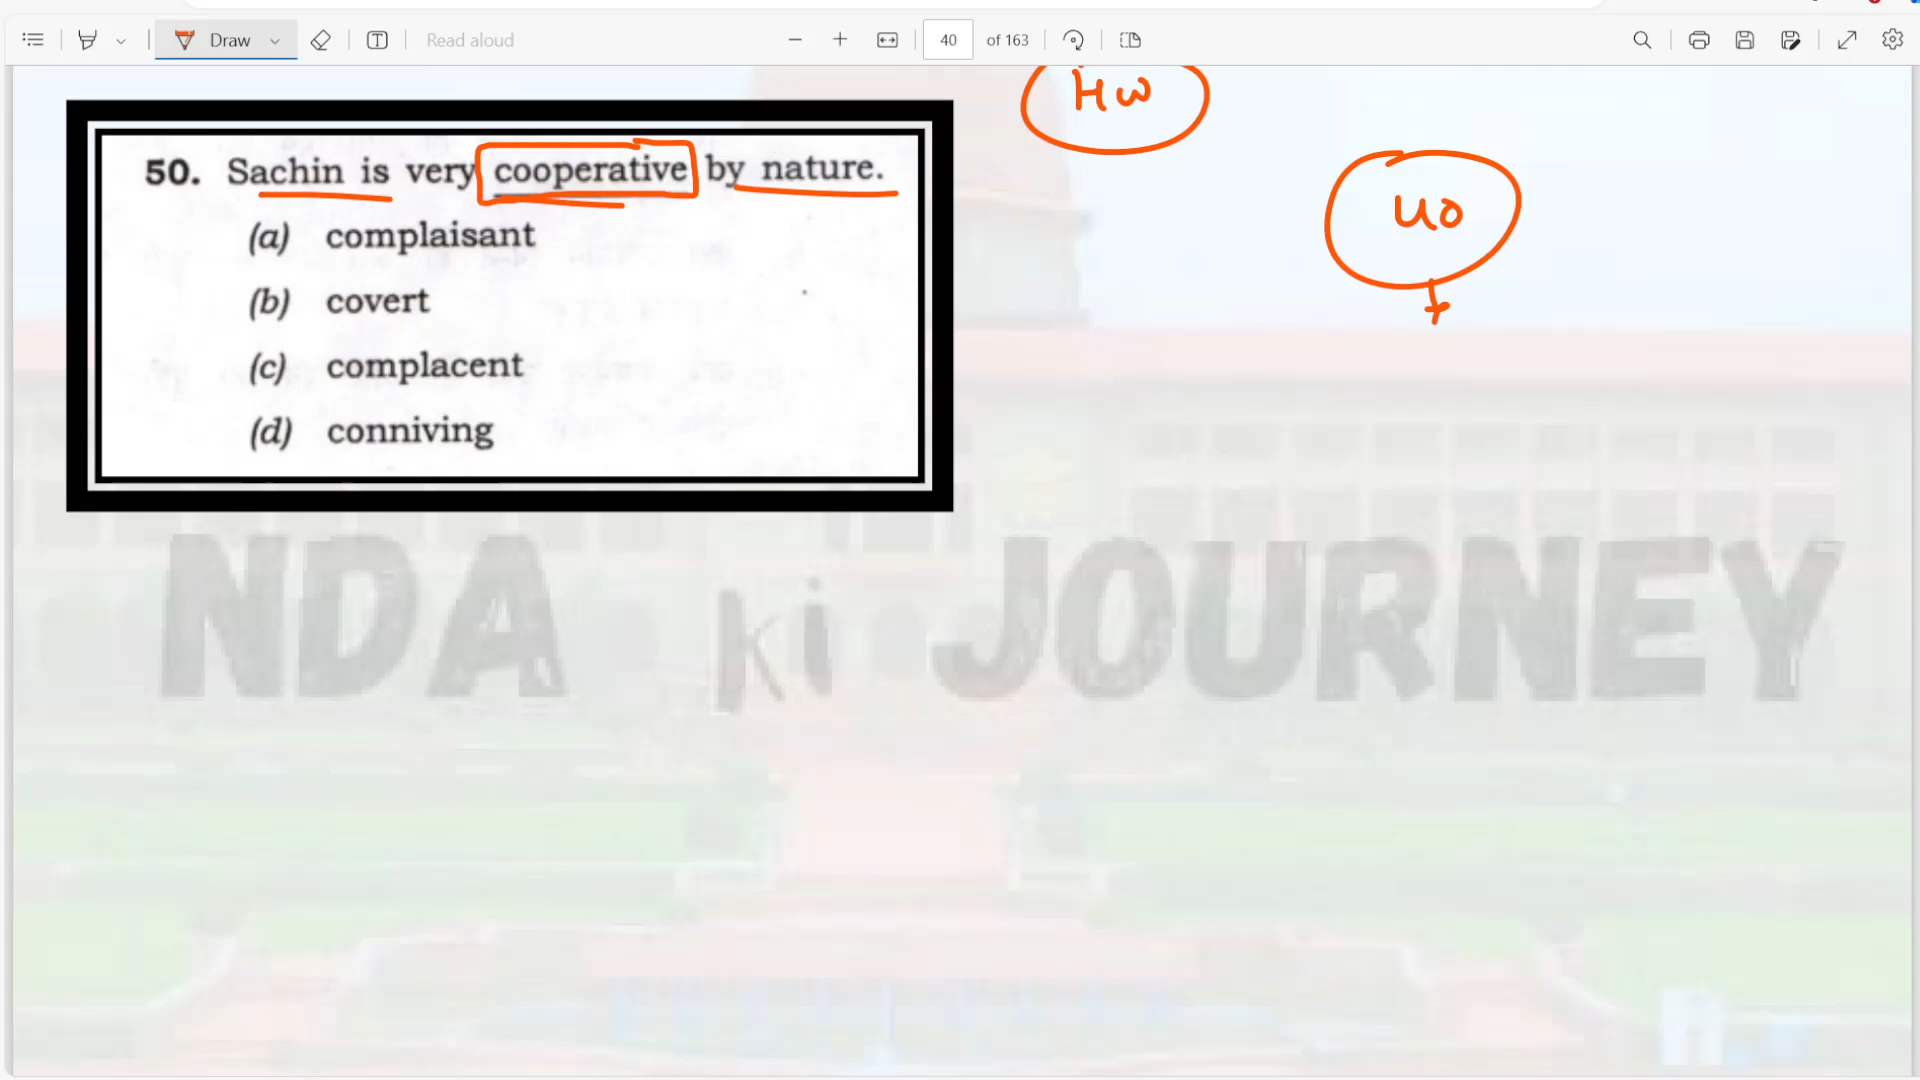 Draw
Read aloud
40 of 163
HW
50. Sachin is very cooperative by nature.
uo
(a) complaisant
(b) covert
(c) complacent
(d) conniving
NDA ki JOURNEY